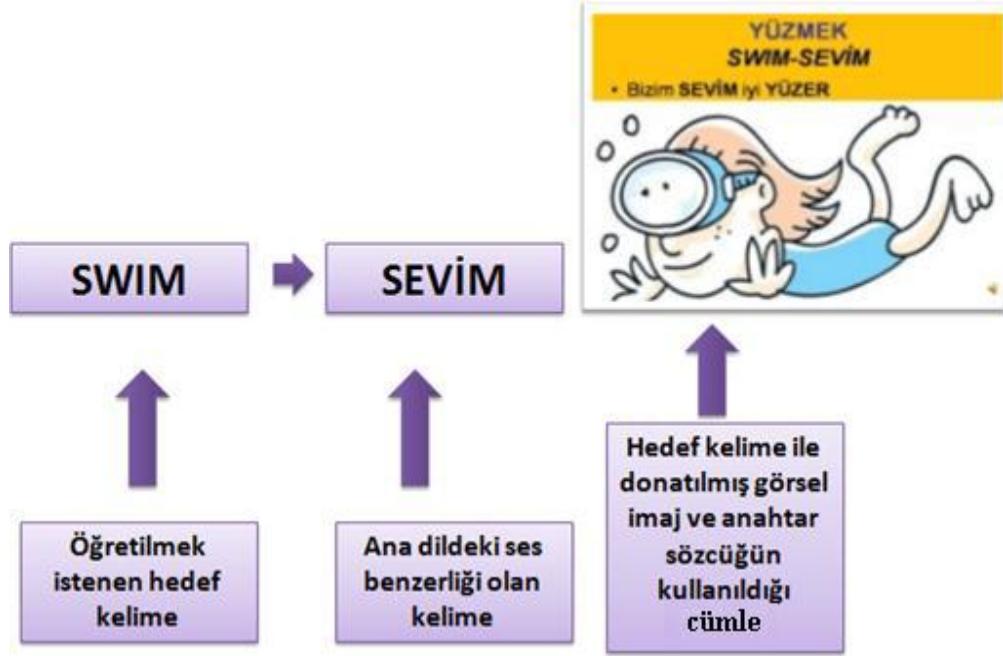 YÜZMEK
SWIM-SEVİM
• Bizim SEVİM iyi YÜZER
SWIM
SEVİM
Öğretilmek
istenen hedef
kelime
Ana dildeki ses
benzerliği olan
kelime
Hedef kelime ile
donatılmış görsel
imaj ve anahtar
sözcüğün
kullanıldığı
cümle